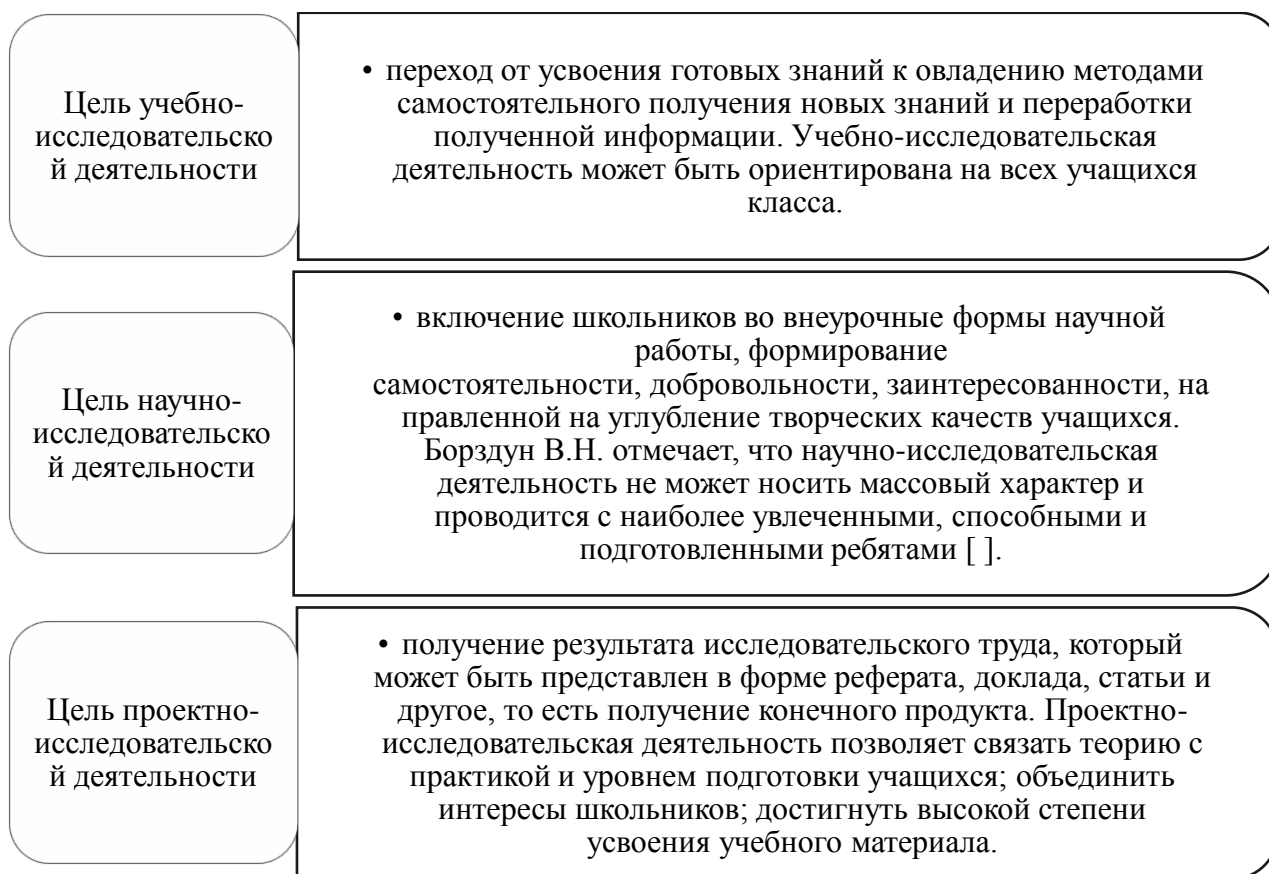 Цель учебно-
исследовательско
й деятельности
• переход от усвоения готовых знаний к овладению методами
самостоятельного получения новых знаний и переработки
полученной информации. Учебно-исследовательская
деятельность может быть ориентирована на всех учащихся
класса.
Цель научно-
исследовательско
й деятельности
• включение школьников во внеурочные формы научной
работы, формирование
самостоятельности, добровольности, заинтересованности, на
правленной на углубление творческих качеств учащихся.
Борздун В.Н. отмечает, что научно-исследовательская
деятельность не может носить массовый характер и
проводится с наиболее увлеченными, способными и
подготовленными ребятами [ ].
Цель проектно-
исследовательско
й деятельности
• получение результата исследовательского труда, который
может быть представлен в форме реферата, доклада, статьи и
другое, то есть получение конечного продукта. Проектно-
исследовательская деятельность позволяет связать теорию с
практикой и уровнем подготовки учащихся; объединить
интересы школьников; достигнуть высокой степени
усвоения учебного материала.